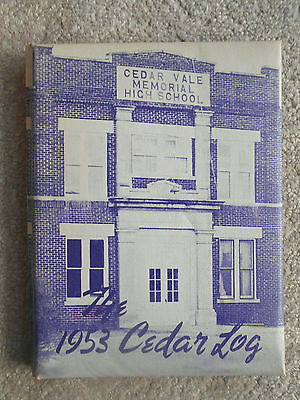 CEDAR VALE
MEMORIAL
HIGH SCHOOL
The
1953 Cedar Log